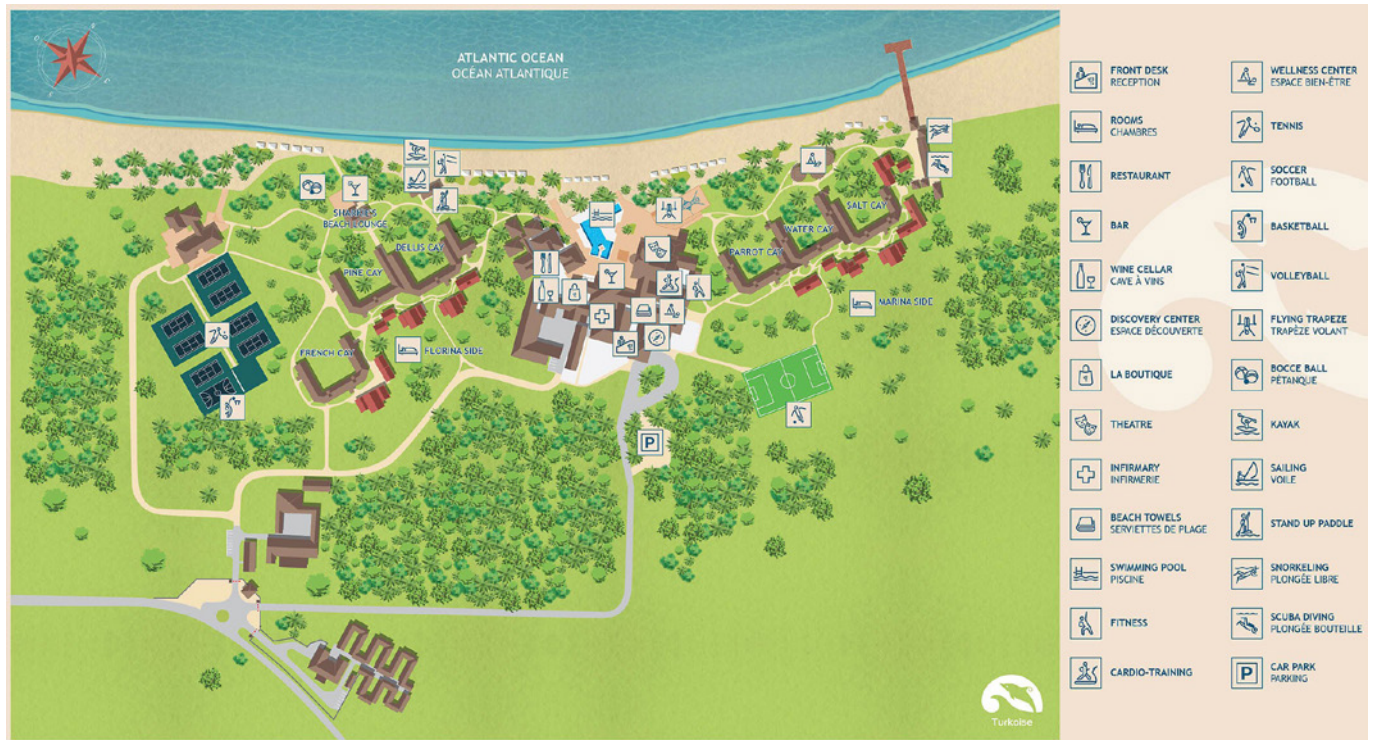 ATLANTIC OCEAN
OCÉAN ATLANTIQUE
SHARKIE'S
BEACH LOUNGE
DELLIS CAY
PINE CAY
FRENCH CAY
FLORINA SIDE
PARROT CAY
WATER CAY
SALT CAY
MARINA SIDE
P
Turkoise
FRONT DESK
RECEPTION
ROOMS
CHAMBRES
RESTAURANT
BAR
WINE CELLAR
CAVE À VINS
DISCOVERY CENTER
ESPACE DÉCOUVERTE
LA BOUTIQUE
THEATRE
INFIRMARY
INFIRMERIE
BEACH TOWELS
SERVIETTES DE PLAGE
SWIMMING POOL
PISCINE
FITNESS
CARDIO-TRAINING
WELLNESS CENTER
ESPACE BIEN-ÊTRE
TENNIS
SOCCER
FOOTBALL
BASKETBALL
VOLLEYBALL
FLYING TRAPEZE
TRAPÈZE VOLANT
BOCCE BALL
PÉTANQUE
KAYAK
SAILING
VOILE
STAND UP PADDLE
SNORKELING
PLONGÉE LIBRE
SCUBA DIVING
PLONGÉE BOUTEILLE
P
CAR PARK
PARKING